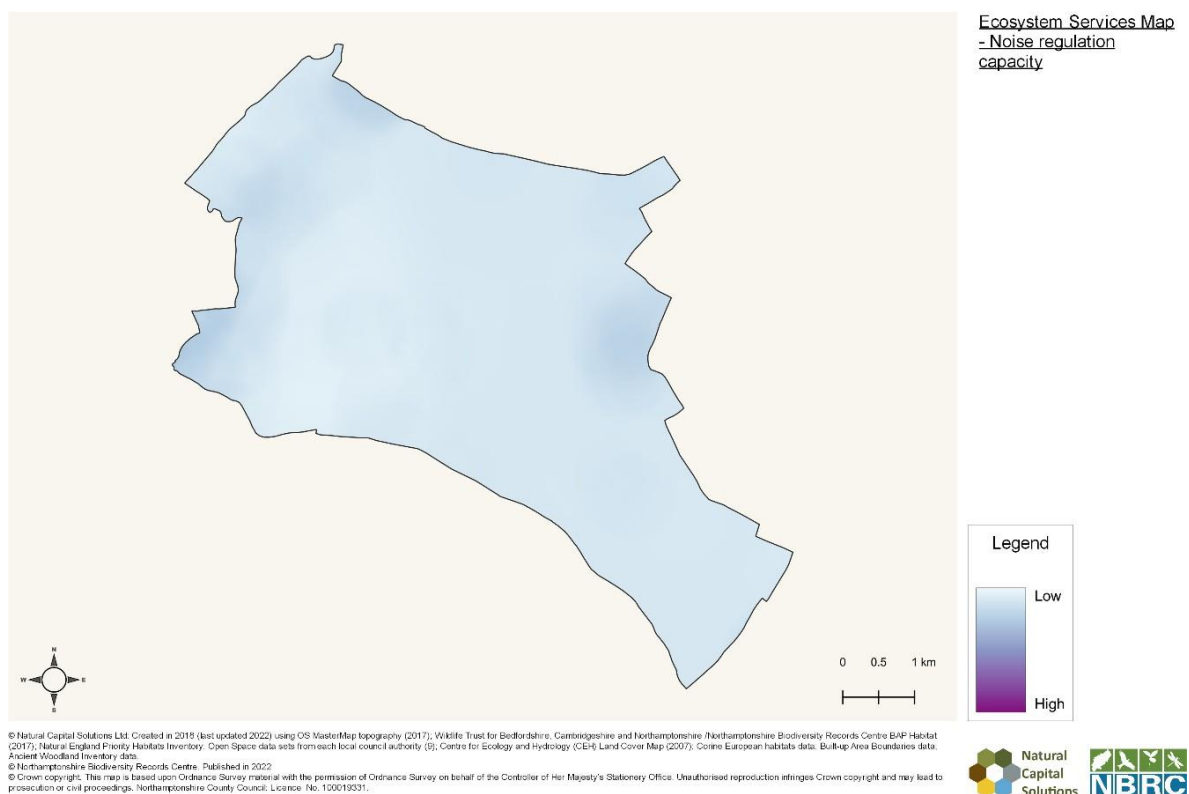 Ecosystem Services Map
- Noise regulation
capacity
N
W
E
S
0 0.5 1 km
Legend
Low
High
© Natural Capital Solutions Ltd. Created in 2018 (last updated 2022) using OS MasterMap topography (2017); Wildlife Trust for Bedfordshire, Cambridgeshire and Northamptonshire /Northamptonshire Biodiversity Records Centre BAP Habitat
(2017); Natural England Priority Habitats Inventory. Open Space data sets from each local council authority (9); Centre for Ecology and Hydrology (CEH) Land Cover Map (2007); Corine European habitats data. Built-up Area Boundaries data.
Ancient Woodland Inventory data.
© Northamptonshire Biodiversity Records Centre. Published in 2022
© Crown copyright. This map is based upon Ordnance Survey material with the permission of Ordnance Survey on behalf of the Controller of Her Majesty's Stationery Office. Unauthorised reproduction infringes Crown copyright and may lead to
prosecution or civil proceedings. Northamptonshire County Council: Licence No. 100019331.
Natural
Capital
Solutions
NBRC